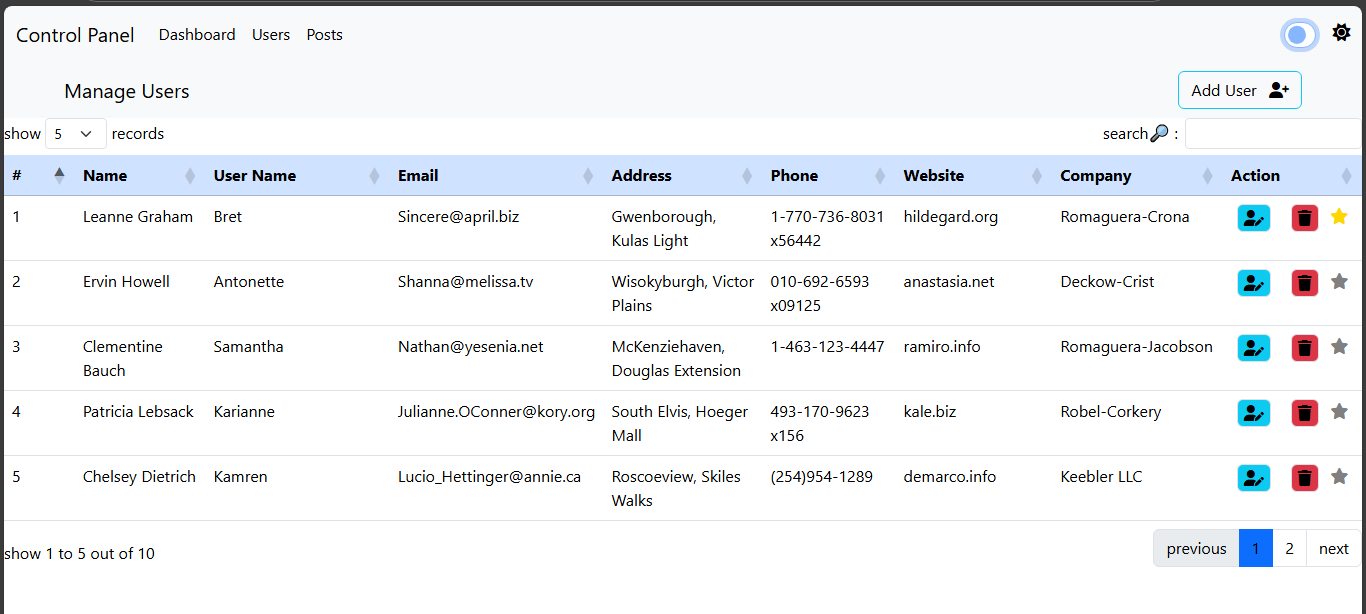 Control Panel Dashboard Users Posts
Manage Users Add User
show 5 records search : 
# Name User Name Email Address Phone Website Company Action
1 Leanne Graham Bret Sincere@april.biz Gwenborough, 1-770-736-8031 hildegard.org Romaguera-Crona
Kulas Light x56442
2 Ervin Howell Antonette Shanna@melissa.tv Wisokyburgh, Victor 010-692-6593 anastasia.net Deckow-Crist
Plains x09125
3 Clementine Samantha Nathan@yesenia.net McKenziehaven, 1-463-123-4447 ramiro.info Romaguera-Jacobson
Bauch Douglas Extension
4 Patricia Lebsack Karianne Julianne.OConner@kory.org South Elvis, Hoeger 493-170-9623 kale.biz Robel-Corkery
Mall x156
5 Chelsey Dietrich Kamren Lucio_Hettinger@annie.ca Roscoeview, Skiles (254)954-1289 demarco.info Keebler LLC
Walks
show 1 to 5 out of 10 previous 1 2 next